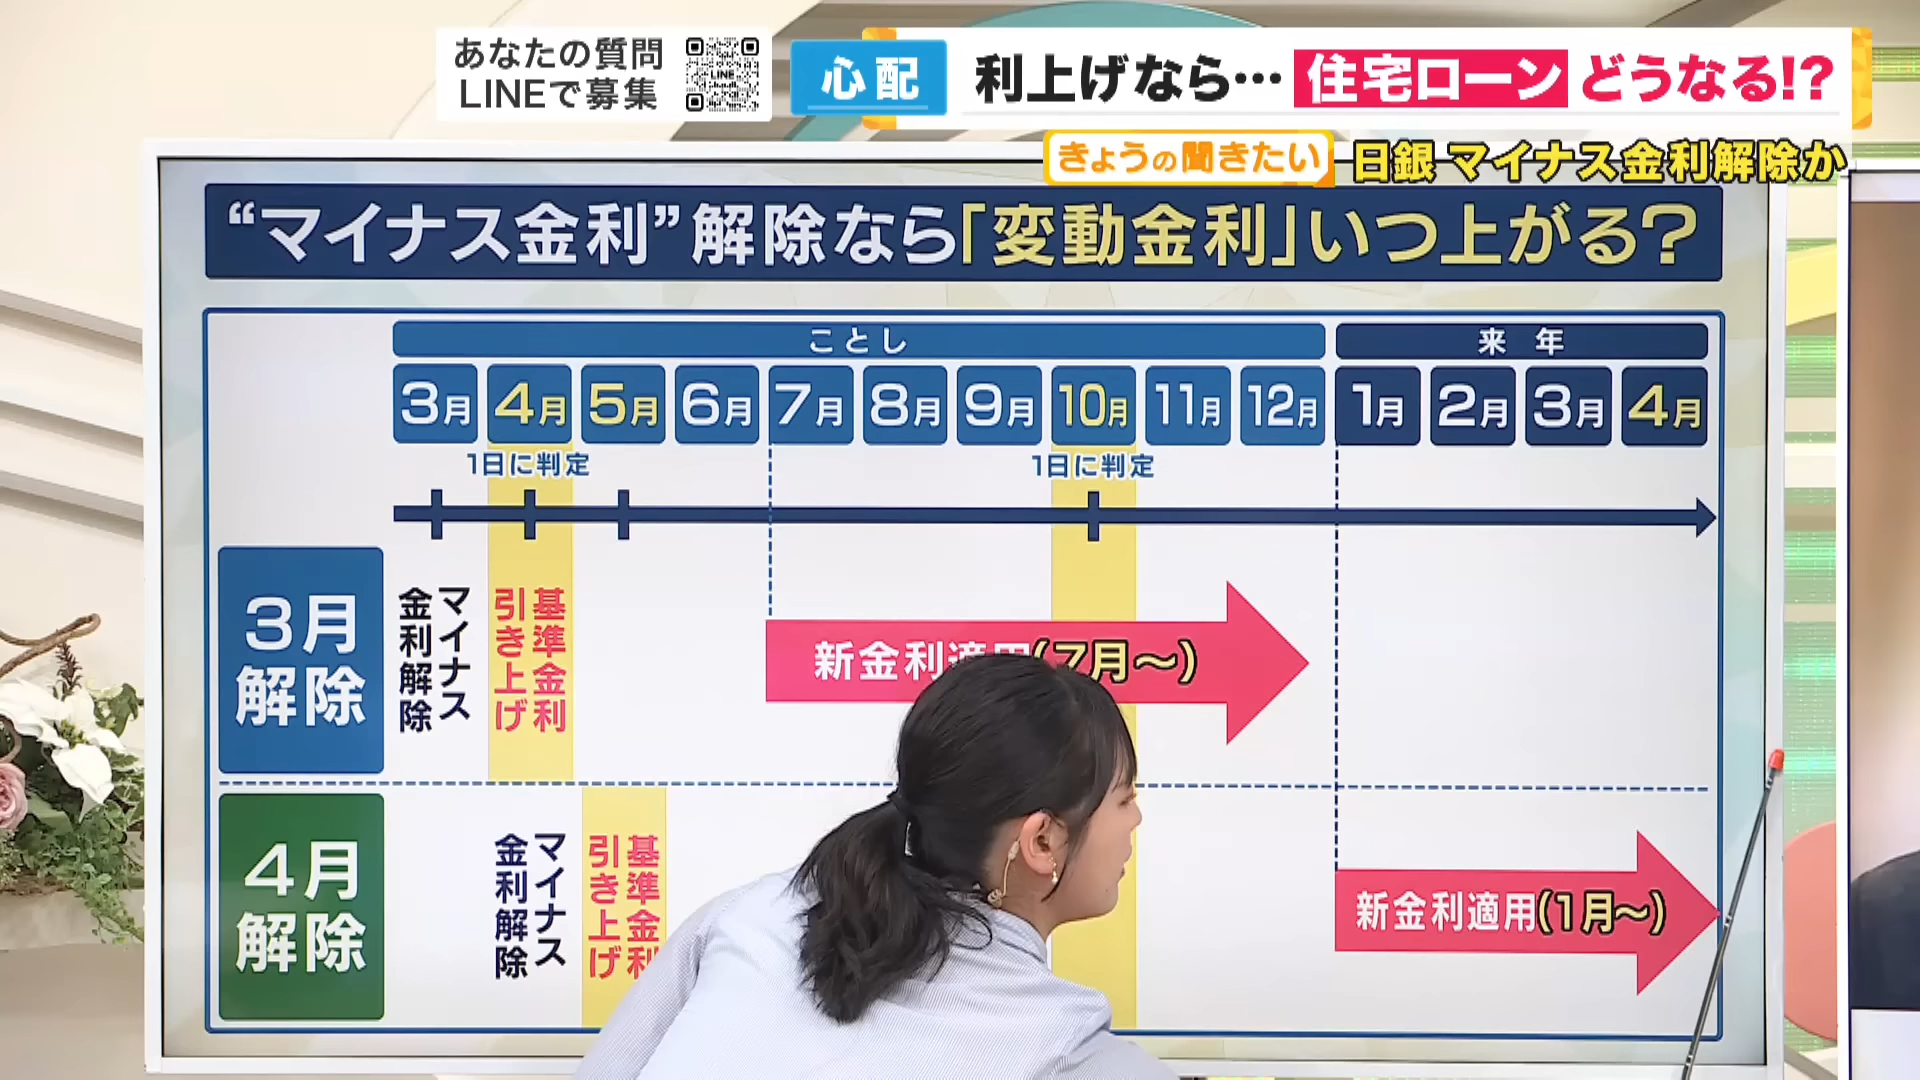 あなたの質問
LINEで募集
LINE
心配
利上げなら… 住宅ローン どうなる!?
きょうの聞きたい
日銀 マイナス金利解除か
“マイナス金利”解除なら「変動金利」いつ上がる?
ことし
来年
3月 4月 5月 6月 7月 8月 9月 10月 11月 12月 1月 2月 3月 4月
1日に判定
1日に判定
3月
解除
マイナス
金利解除
基準金利
引き上げ
新金利適用(7月～)
4月
解除
マイナス
金利解除
基準金利
引き上げ
新金利適用(1月～)